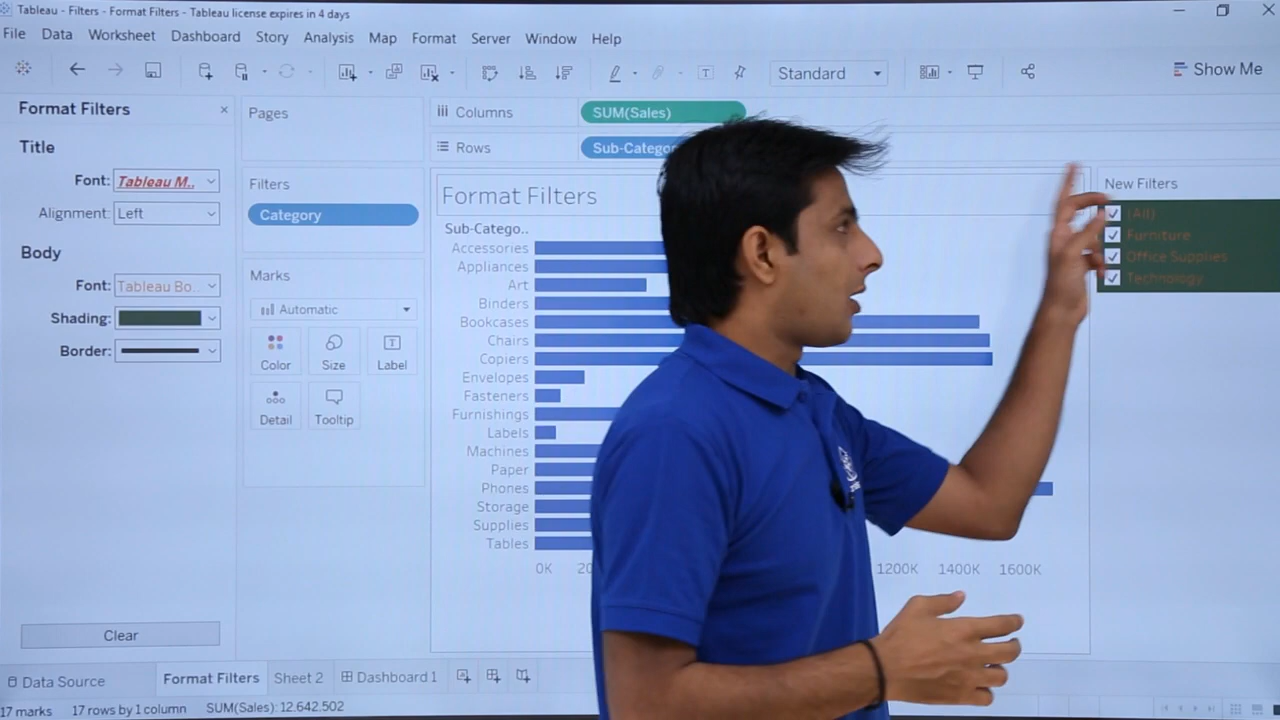 Tableau - Filters - Format Filters - Tableau license expires in 4 days
File Data Worksheet Dashboard Story Analysis Map Format Server Window Help
Standard
Show Me
Format Filters
Title
Font: Tableau M..
Alignment: Left
Body
Font: Tableau Bo..
Shading:
Border:
Clear
Pages
Filters
Category
Marks
Automatic
Color Size Label
Detail Tooltip
Columns SUM(Sales)
Rows
Format Filters
Sub-Catego..
Accessories
Appliances
Art
Binders
Bookcases
Chairs
Copiers
Envelopes
Fasteners
Furnishings
Labels
Machines
Paper
Phones
Storage
Supplies
Tables
0K 1200K 1400K 1600K
New Filters
(All)
Furniture
Office Supplies
Technology
Data Source Format Filters Sheet 2 Dashboard 1
17 marks 17 rows by 1 column SUM(Sales): 12.642.502